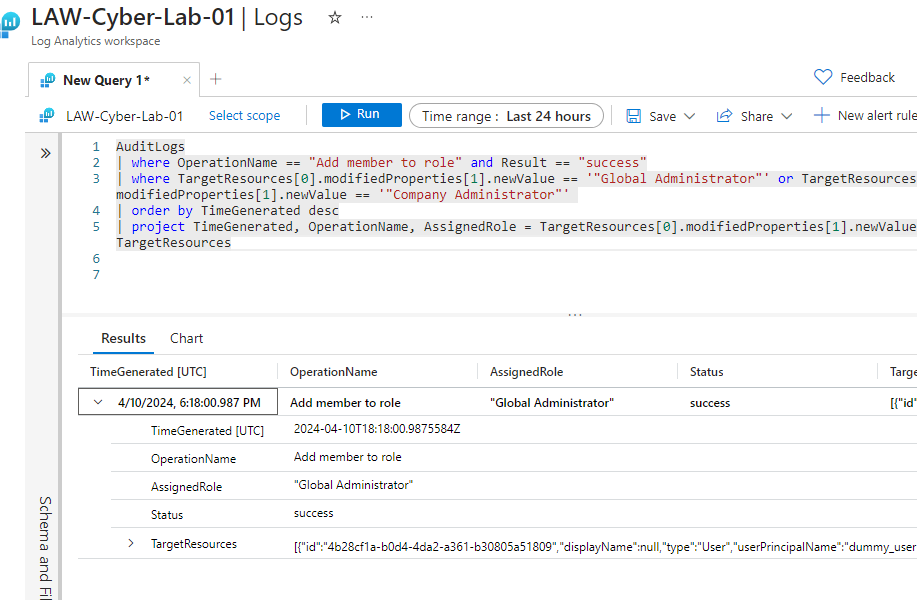 LAW-Cyber-Lab-01 | Logs ☆ ...
Log Analytics workspace
New Query 1* × +
Feedback
LAW-Cyber-Lab-01 Select scope Run Time range : Last 24 hours Save Share New alert rule
1 AuditLogs
2 | where OperationName == "Add member to role" and Result == "success"
3 | where TargetResources[0].modifiedProperties[1].newValue == '"Global Administrator"' or TargetResources
modifiedProperties[1].newValue == '"Company Administrator"'
4 | order by TimeGenerated desc
5 | project TimeGenerated, OperationName, AssignedRole = TargetResources[0].modifiedProperties[1].newValue
TargetResources
6
7
...
Results Chart
TimeGenerated [UTC] OperationName AssignedRole Status Targe
4/10/2024, 6:18:00.987 PM Add member to role "Global Administrator" success [{"id"
TimeGenerated [UTC] 2024-04-10T18:18:00.9875584Z
OperationName Add member to role
AssignedRole "Global Administrator"
Status success
TargetResources [{"id":"4b28cf1a-b0d4-4da2-a361-b30805a51809","displayName":null,"type":"User","userPrincipalName":"dummy_user
Schema and Fil